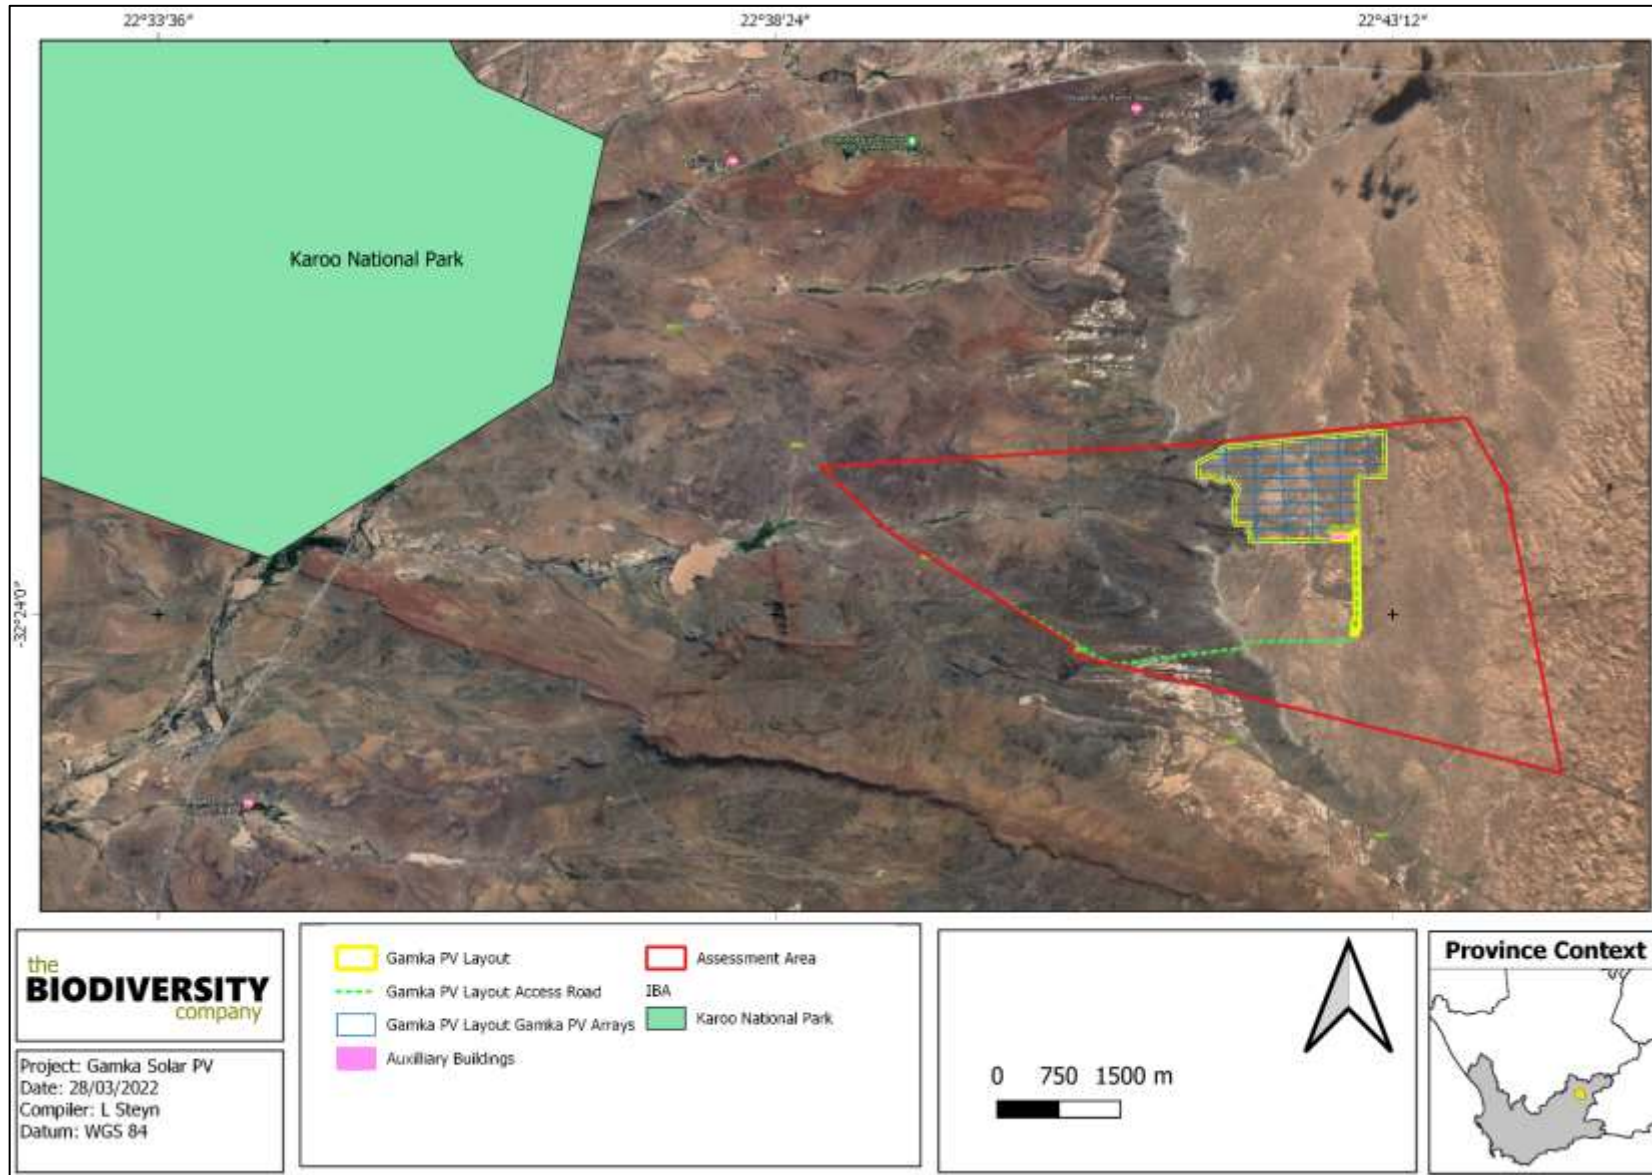 22°33'36" 22°38'24" 22°43'12"
Karoo National Park
-32°24'0"
the
BIODIVERSITY
company
Project: Gamka Solar PV
Date: 28/03/2022
Compiler: L Steyn
Datum: WGS 84
Gamka PV Layout
Gamka PV Layout Access Road
Gamka PV Layout Gamka PV Arrays
Auxilliary Buildings
Assessment Area
IBA
Karoo National Park
0 750 1500 m
Province Context